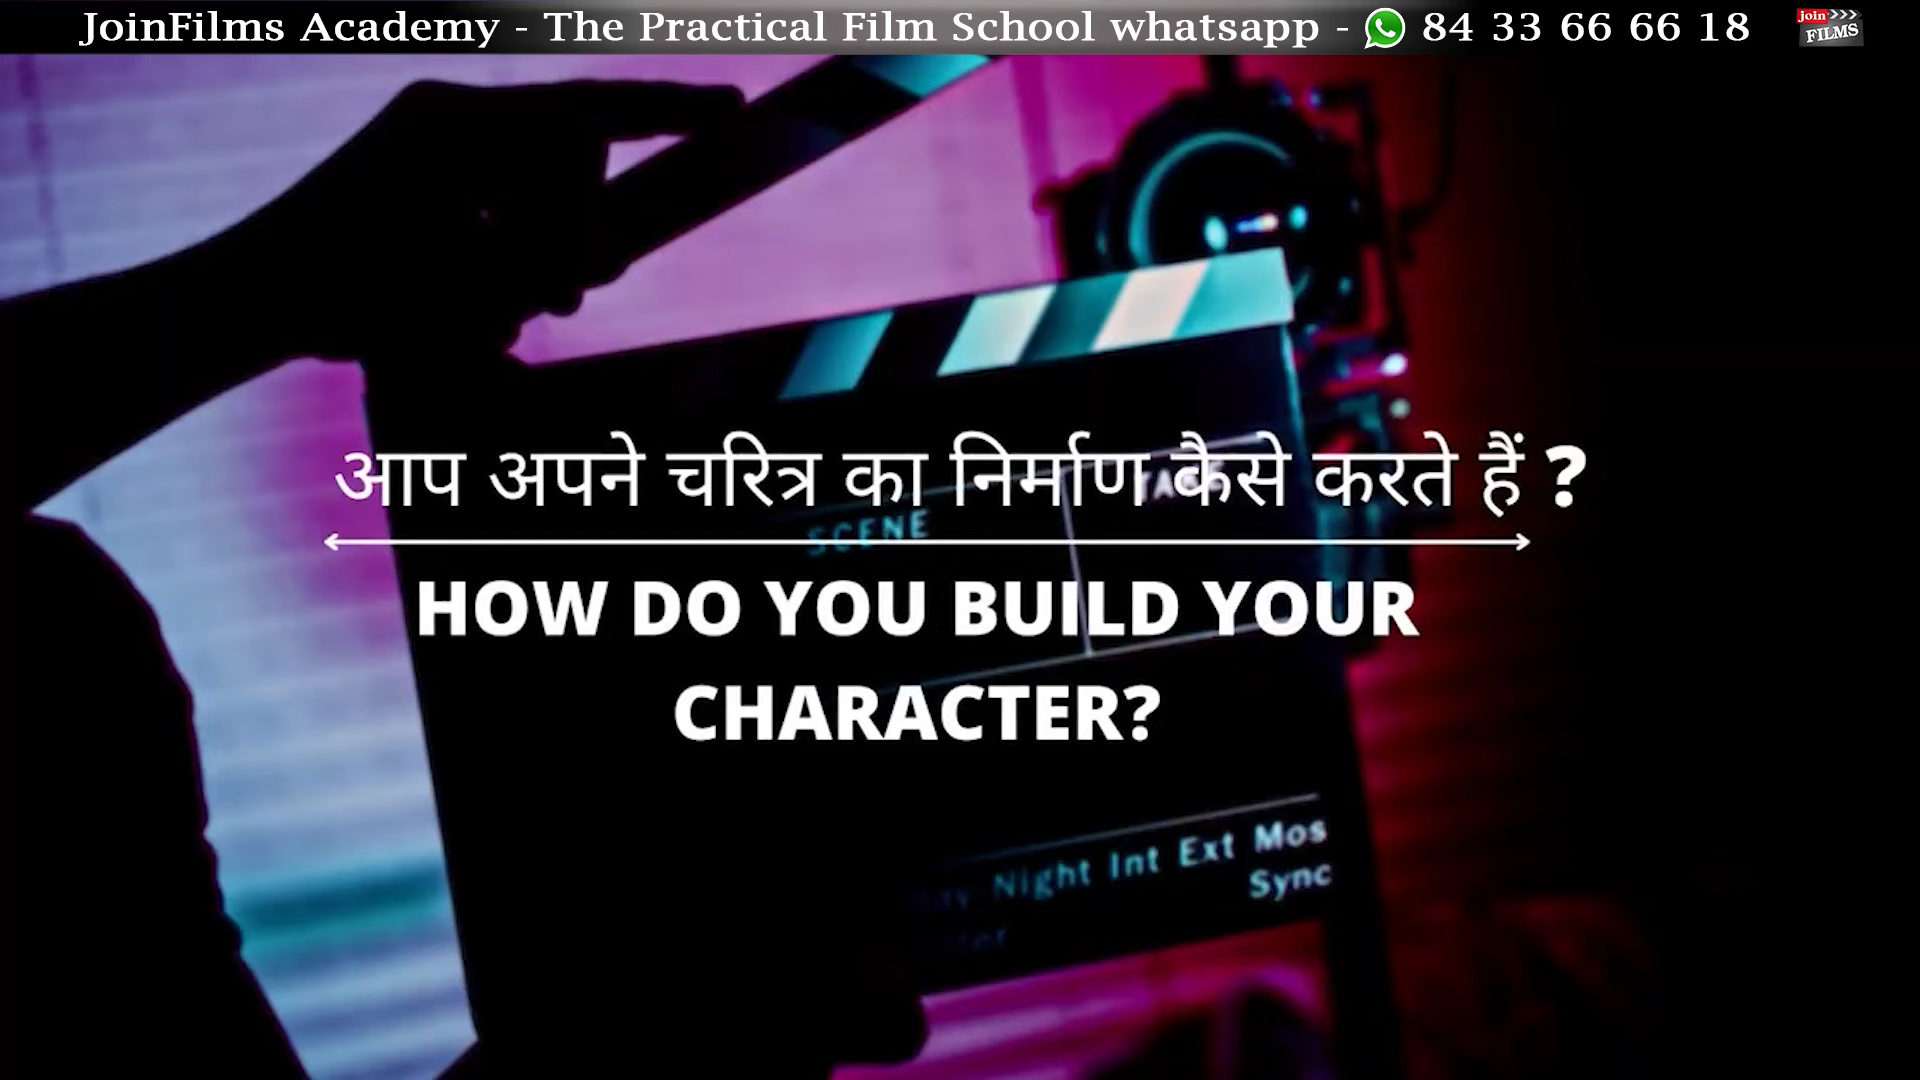 JoinFilms Academy - The Practical Film School whatsapp - 84 33 66 66 18
join
FILMS
आप अपने चरित्र का निर्माण कैसे करते हैं ?
SCENE
HOW DO YOU BUILD YOUR
CHARACTER?
Night Int Ext Mos
Sync